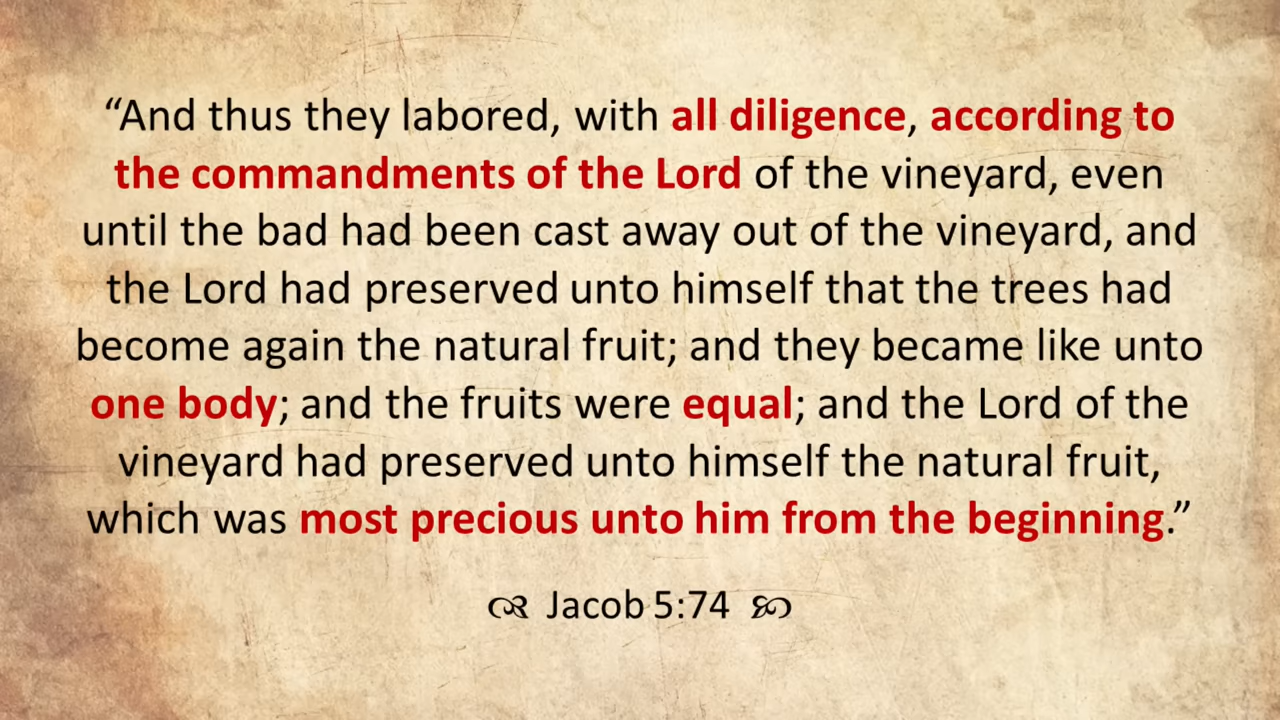 “And thus they labored, with all diligence, according to
the commandments of the Lord of the vineyard, even
until the bad had been cast away out of the vineyard, and
the Lord had preserved unto himself that the trees had
become again the natural fruit; and they became like unto
one body; and the fruits were equal; and the Lord of the
vineyard had preserved unto himself the natural fruit,
which was most precious unto him from the beginning.”
Jacob 5:74